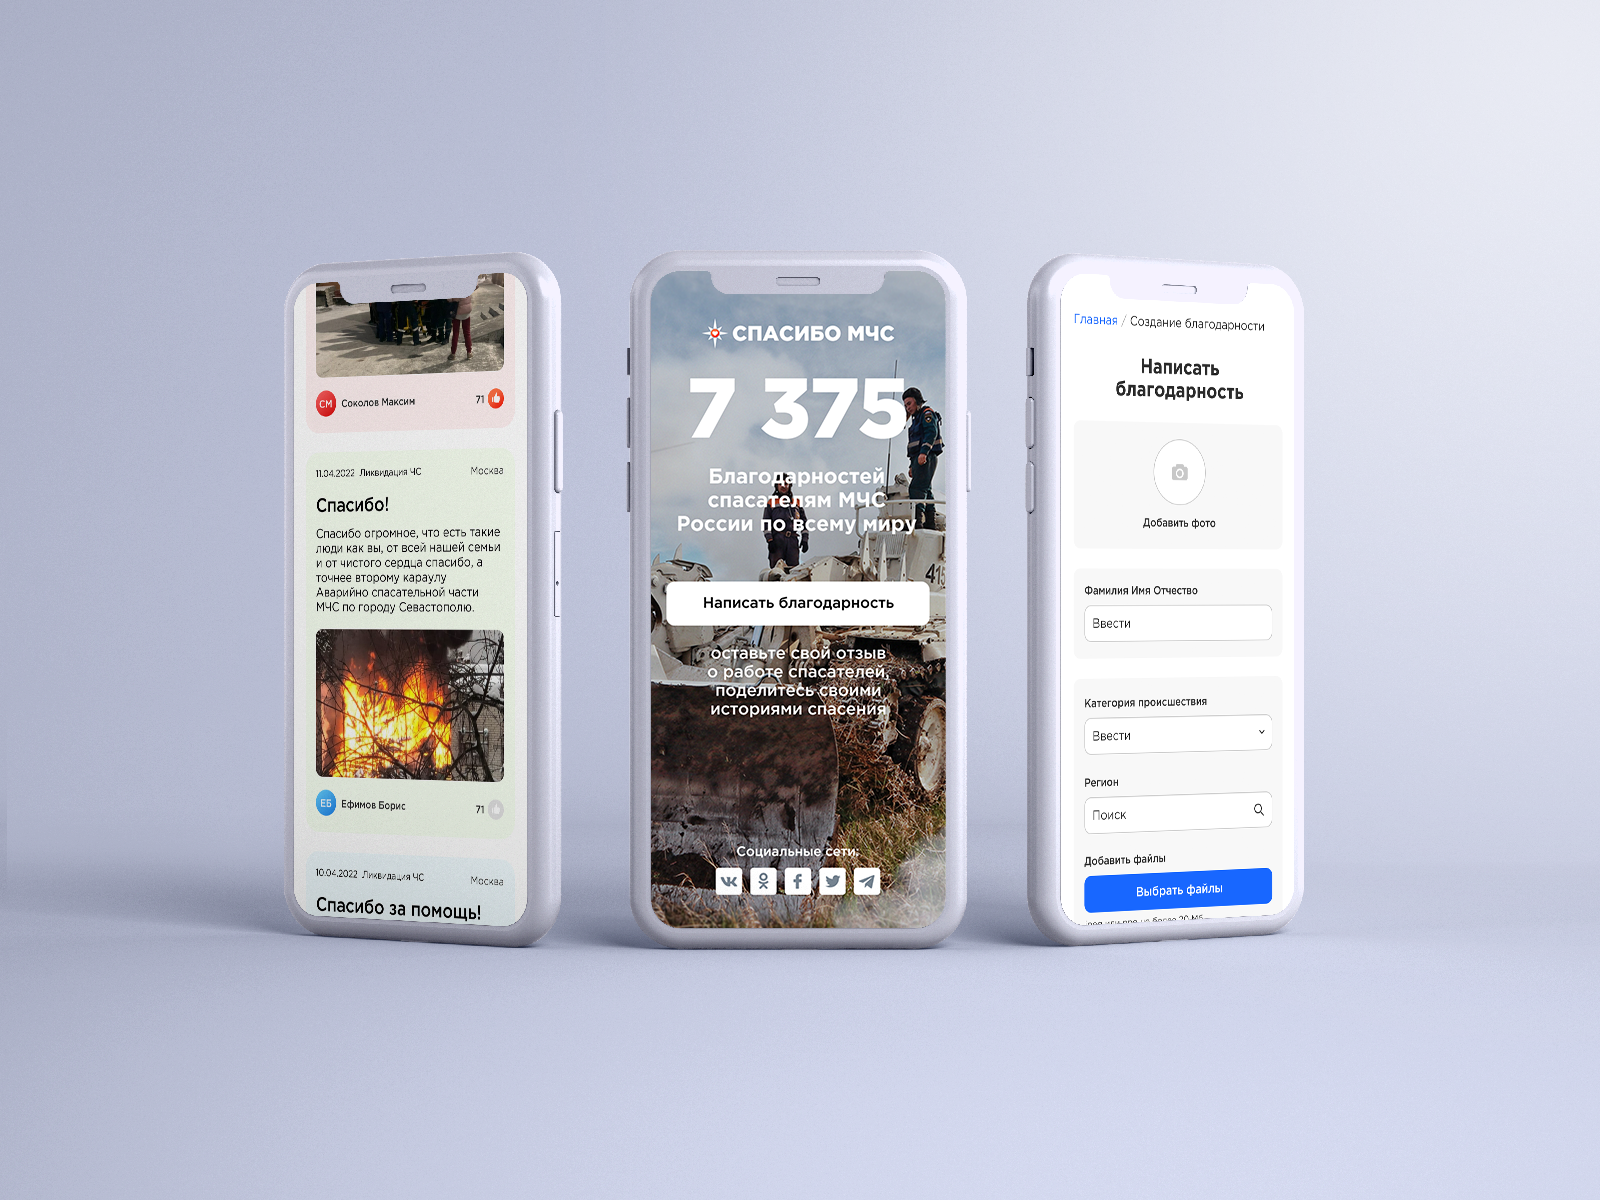 СМ Соколов Максим 71
11.04.2022 Ликвидация ЧС Москва
Спасибо!
Спасибо огромное, что есть такие
люди как вы, от всей нашей семьи
и от чистого сердца спасибо, а
точнее второму караулу
Аварийно спасательной части
МЧС по городу Севастополю.
ЕБ Ефимов Борис 71
10.04.2022 Ликвидация ЧС Москва
Спасибо за помощь!
СПАСИБО МЧС
7 375
Благодарностей
спасателям МЧС
России по всему миру
415
Написать благодарность
оставьте свой отзыв
о работе спасателей,
поделитесь своими
историями спасения
Социальные сети:
Главная / Создание благодарности
Написать
благодарность
Добавить фото
Фамилия Имя Отчество
Ввести
Категория происшествия
Ввести
Регион
Поиск
Добавить файлы
Выбрать файлы